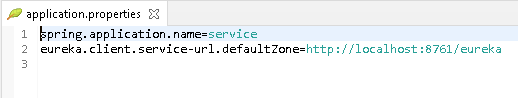 application.properties
1 spring.application.name=service
2 eureka.client.service-url.defaultZone=http://localhost:8761/eureka
3